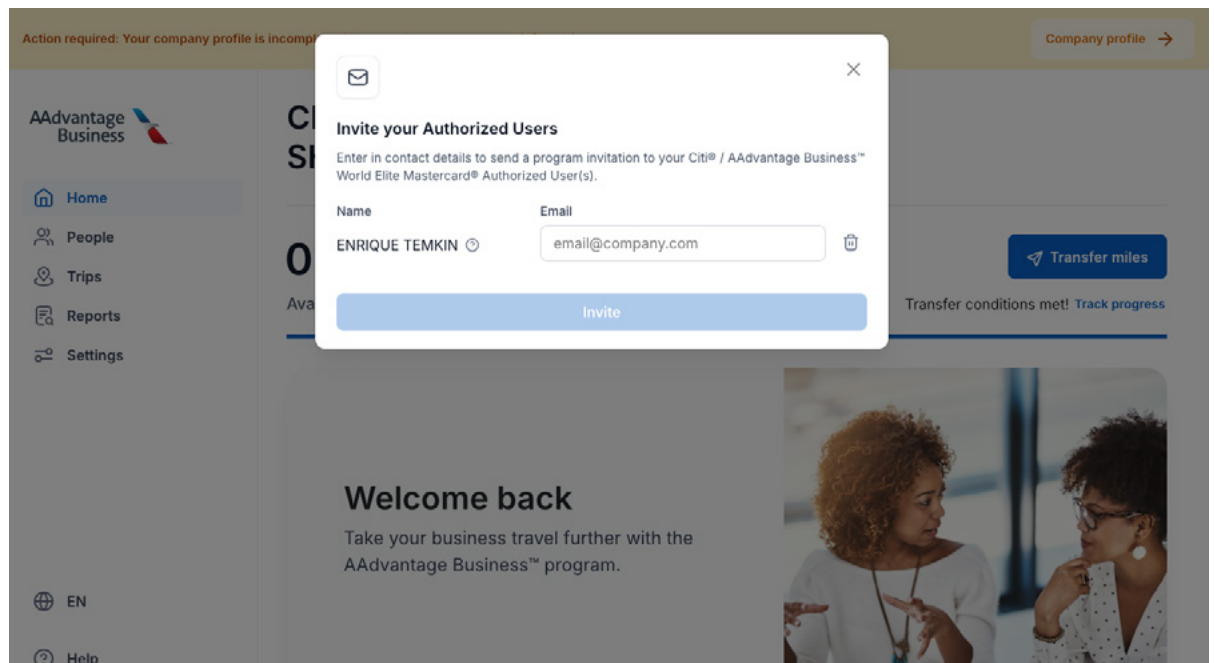 Action required: Your company profile is
Company profile
AAdvantage
Business
Home
People
Trips
Reports
Settings
EN
Help
Invite your Authorized Users
Enter in contact details to send a program invitation to your Citi® / AAdvantage Business™
World Elite Mastercard® Authorized User(s).
Name Email
ENRIQUE TEMKIN email@company.com
Invite
0
Transfer miles
Transfer conditions met! Track progress
Welcome back
Take your business travel further with the
AAdvantage Business™ program.